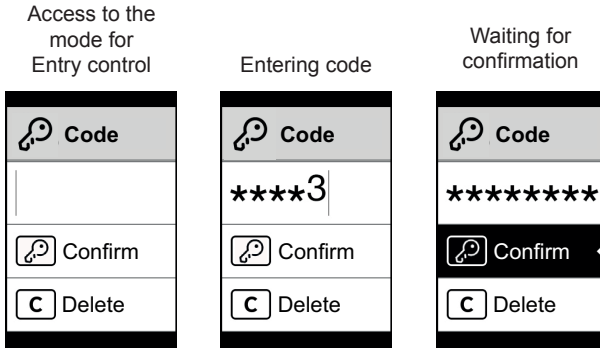 Access to the
mode for
Entry control
Code
Confirm
C Delete
Entering code
Code
****3
Confirm
C Delete
Waiting for
confirmation
Code
********
Confirm
C Delete